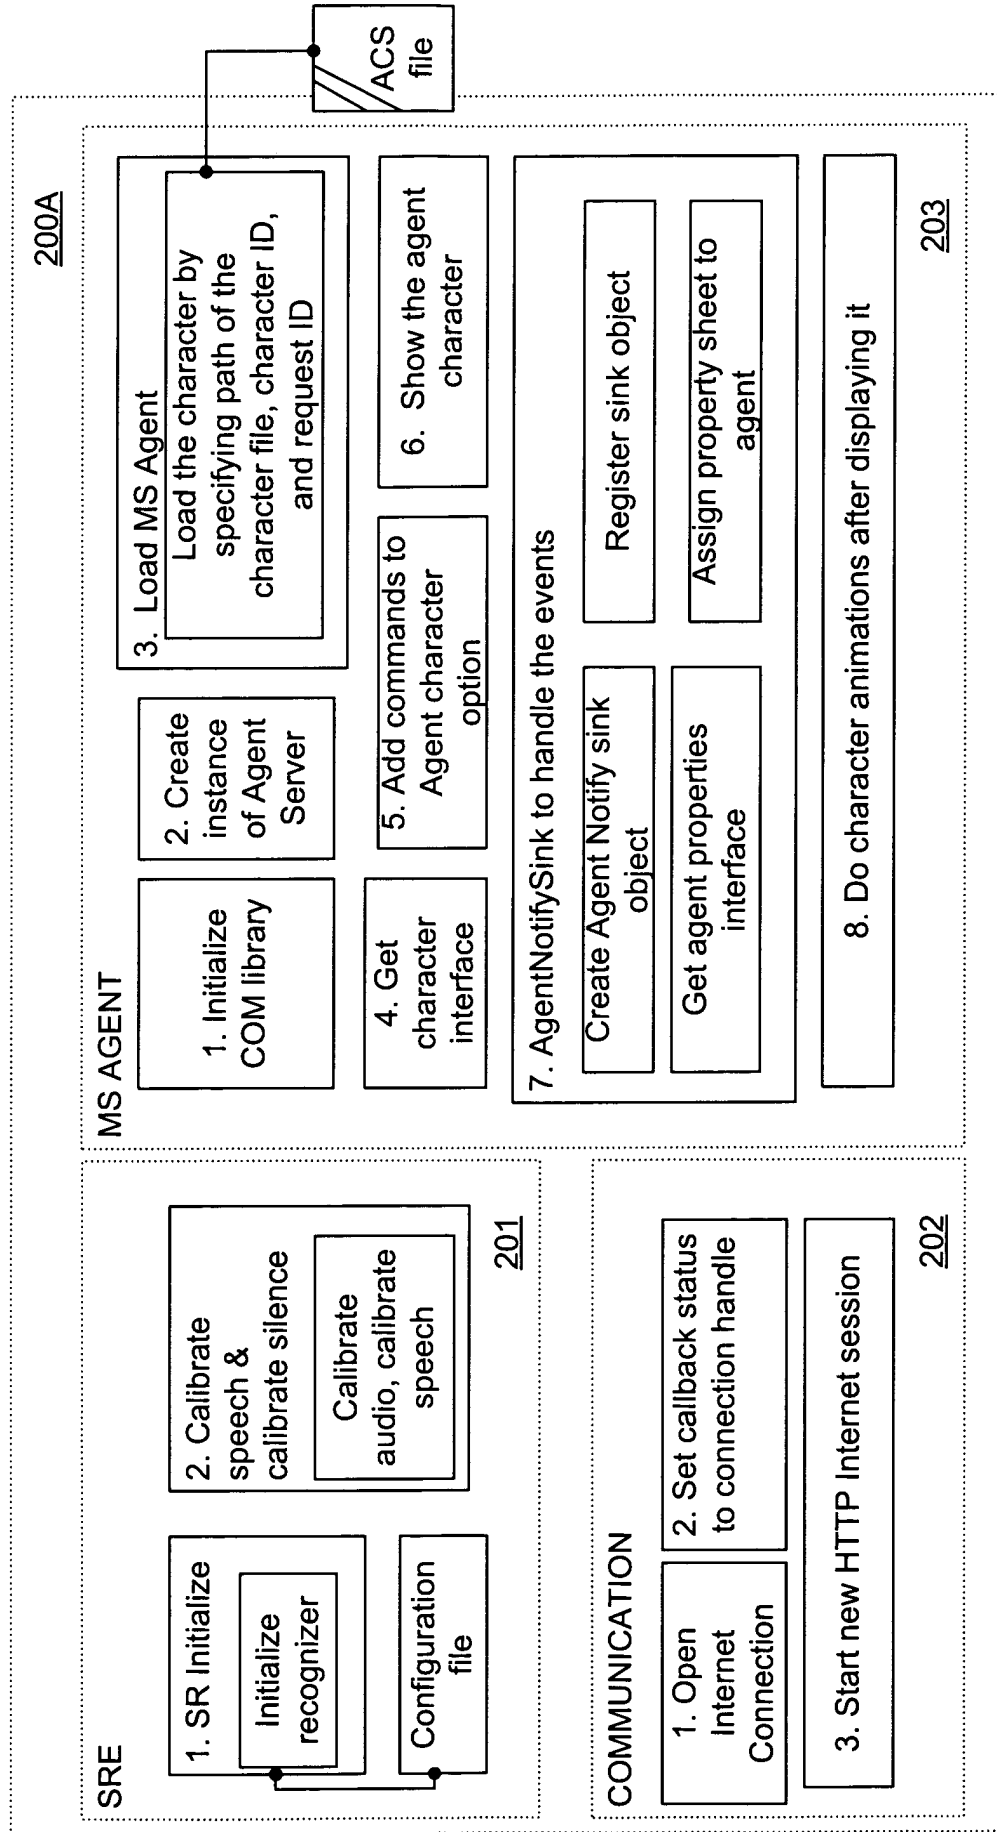 200A
SRE
1. SR Initialize
Initialize
recognizer
Configuration
file
2. Calibrate
speech &
calibrate silence
Calibrate
audio, calibrate
speech
201
COMMUNICATION
1. Open
Internet
Connection
2. Set callback status
to connection handle
3. Start new HTTP Internet session
202
MS AGENT
1. Initialize
COM library
2. Create
instance
of Agent
Server
3. Load MS Agent
Load the character by
specifying path of the
character file, character ID,
and request ID
ACS
file
4. Get
character
interface
5. Add commands to
Agent character
option
6. Show the agent
character
7. AgentNotifySink to handle the events
Create Agent Notify sink
object
Register sink object
Get agent properties
interface
Assign property sheet to
agent
8. Do character animations after displaying it
203